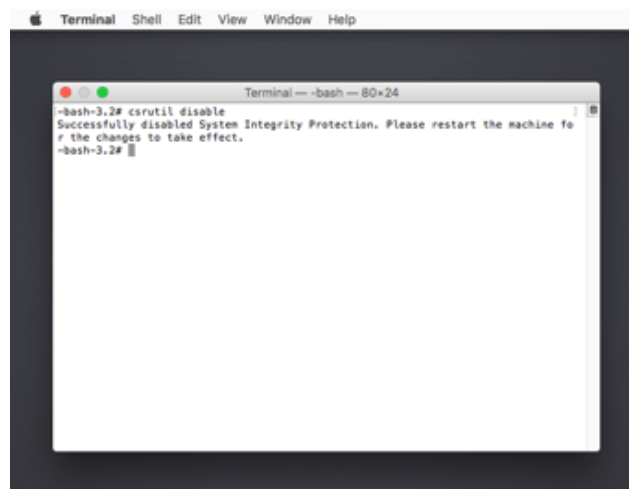 Terminal Shell Edit View Window Help
Terminal — -bash — 80×24
-bash-3.2# csrutil disable
Successfully disabled System Integrity Protection. Please restart the machine fo
r the changes to take effect.
-bash-3.2#